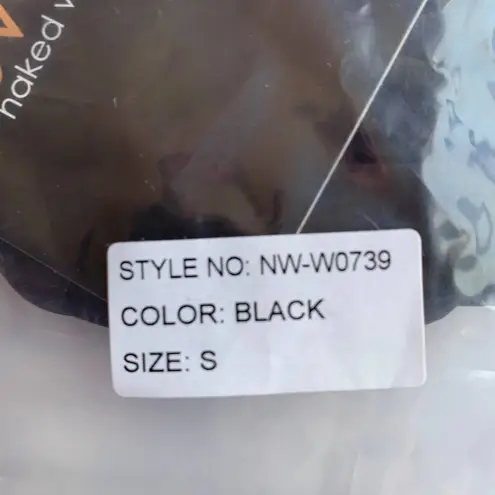 naked
STYLE NO: NW-W0739
COLOR: BLACK
SIZE: S